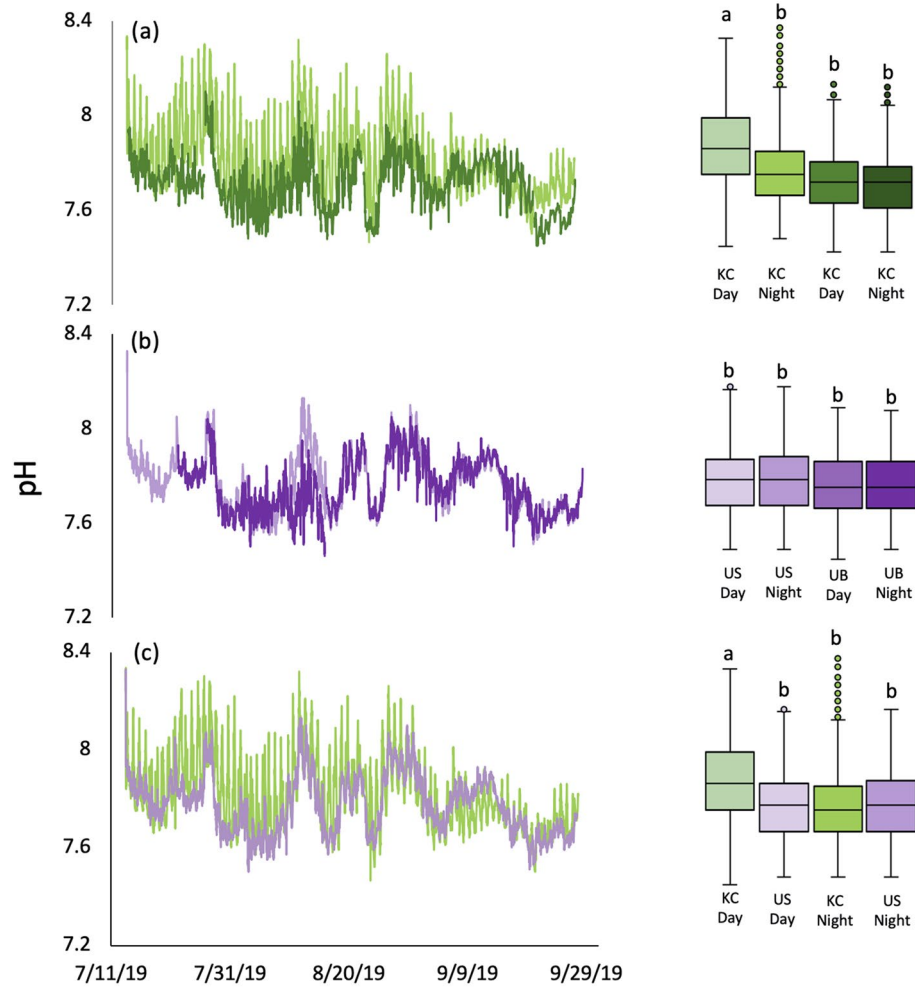 8.4
(a)
8
7.6
7.2
a
b
b
b
KC
Day
KC
Night
KC
Day
KC
Night
pH
8.4
(b)
8
7.6
7.2
b
b
b
b
US
Day
US
Night
UB
Day
UB
Night
8.4
(c)
8
7.6
7.2
7/11/19
7/31/19
8/20/19
9/9/19
9/29/19
a
b
b
b
KC
Day
US
Day
KC
Night
US
Night